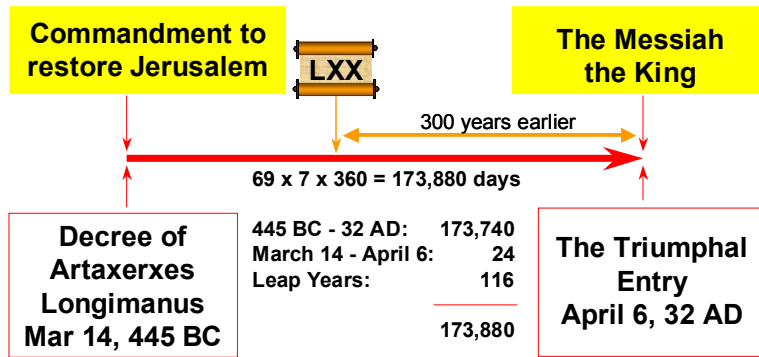 Commandment to
restore Jerusalem
LXX
The Messiah
the King
300 years earlier
69 x 7 x 360 = 173,880 days
Decree of
Artaxerxes
Longimanus
Mar 14, 445 BC
445 BC - 32 AD: 173,740
March 14 - April 6: 24
Leap Years: 116
173,880
The Triumphal
Entry
April 6, 32 AD